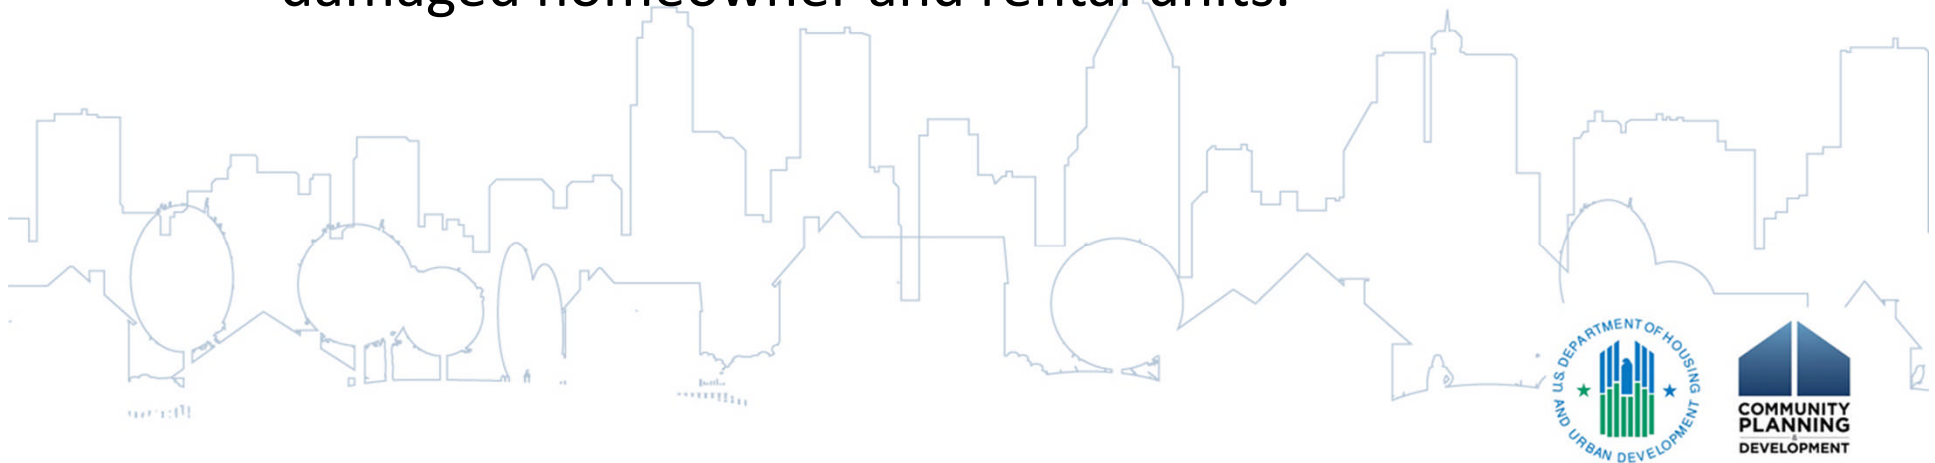 damaged homeowner and rental units.
U.S. DEPARTMENT OF HOUSING
AND URBAN DEVELOPMENT
COMMUNITY
PLANNING
&
DEVELOPMENT